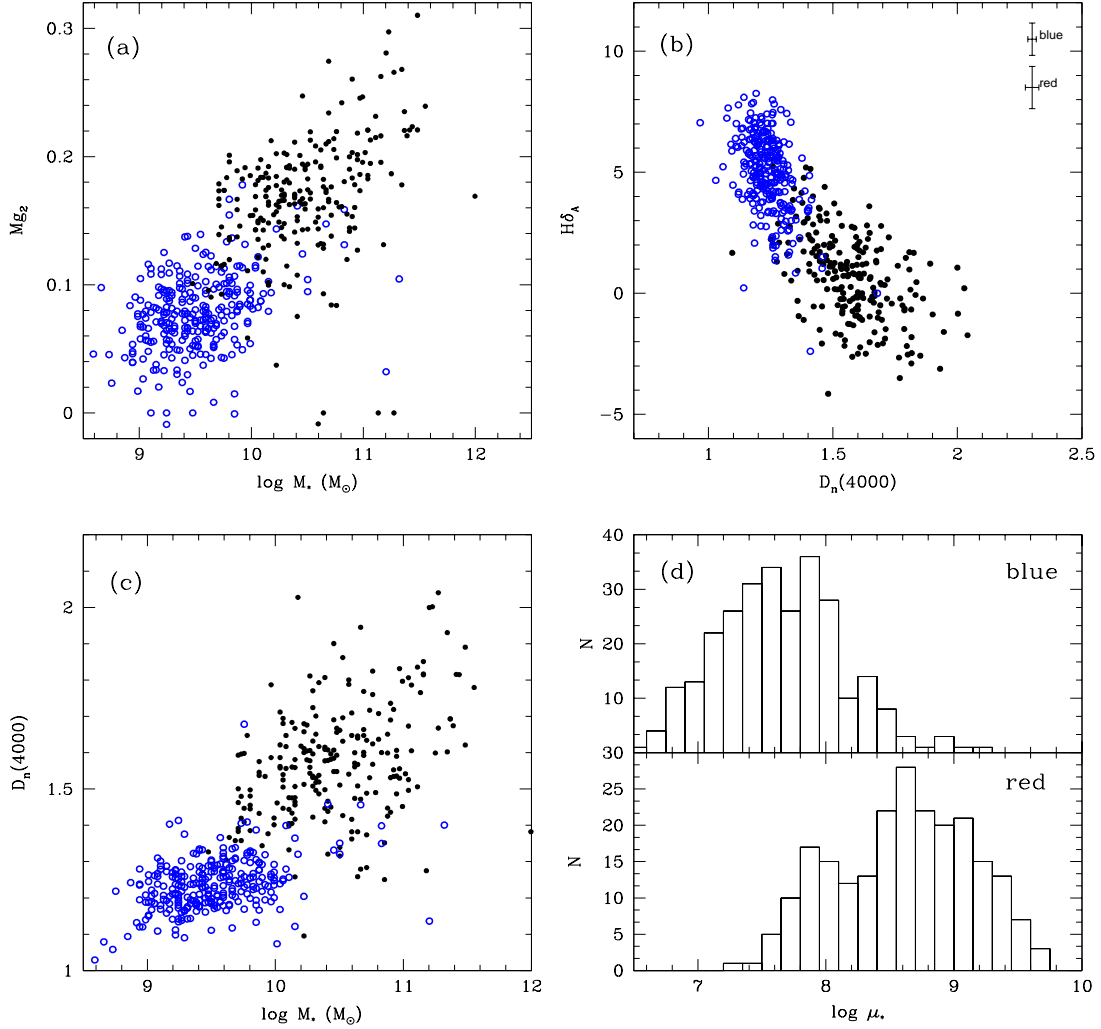 (a)
0.3
0.2
0.1
0
Mg₂
9
10
11
12
log M* (M⊙)
(b)
blue
red
10
5
0
−5
Hδ_A
1
1.5
2
2.5
Dₙ(4000)
(c)
2
1.5
1
Dₙ(4000)
9
10
11
12
log M* (M⊙)
(d)
blue
40
30
20
10
30
N
red
25
20
15
10
5
0
N
7
8
9
10
log μ*